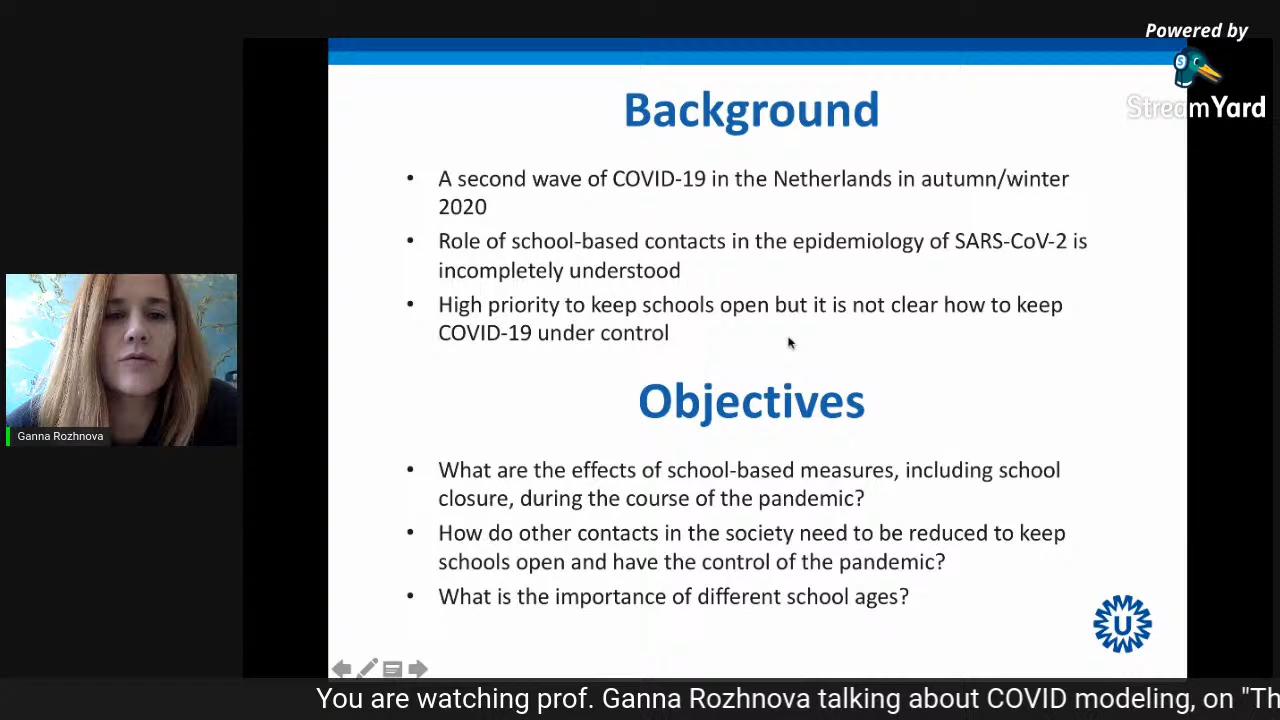 Powered by
StreamYard
Background
• A second wave of COVID-19 in the Netherlands in autumn/winter
2020
• Role of school-based contacts in the epidemiology of SARS-CoV-2 is
incompletely understood
• High priority to keep schools open but it is not clear how to keep
COVID-19 under control
Objectives
• What are the effects of school-based measures, including school
closure, during the course of the pandemic?
• How do other contacts in the society need to be reduced to keep
schools open and have the control of the pandemic?
• What is the importance of different school ages?
U
Ganna Rozhnova
You are watching prof. Ganna Rozhnova talking about COVID modeling, on "Th